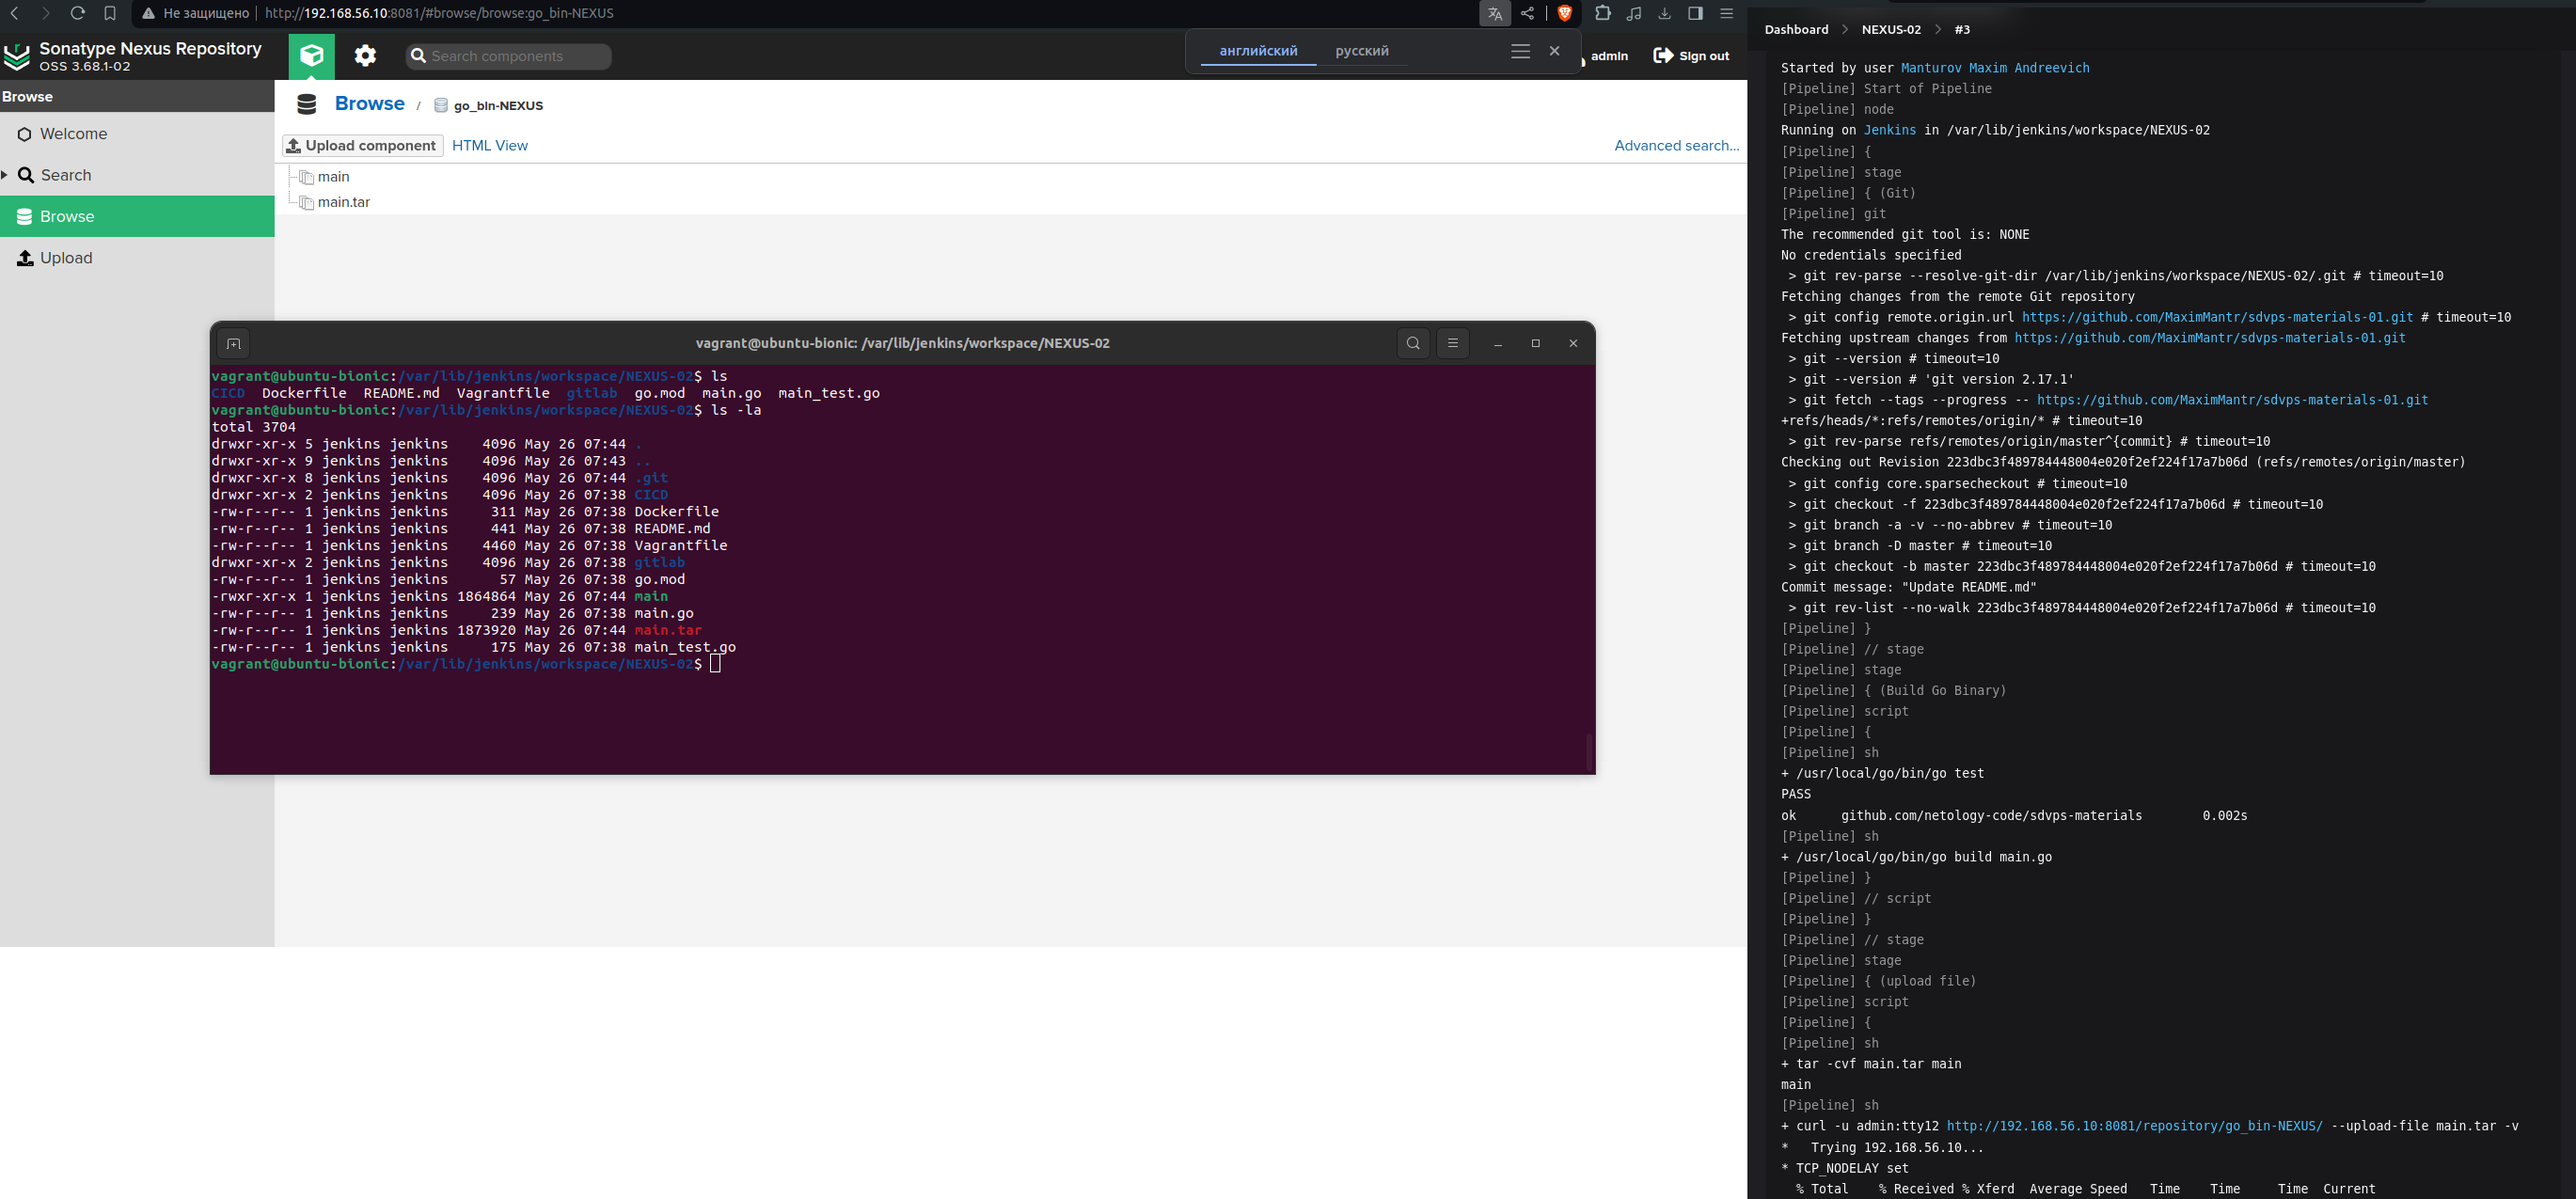 Не защищено http://192.168.56.10:8081/#browse/browse:go_bin-NEXUS
Sonatype Nexus Repository
OSS 3.68.1-02
Search components
английский русский
admin Sign out
Browse
Welcome
Search
Browse
Upload
Browse / go_bin-NEXUS
Upload component HTML View Advanced search...
main
main.tar
vagrant@ubuntu-bionic: /var/lib/jenkins/workspace/NEXUS-02
vagrant@ubuntu-bionic:/var/lib/jenkins/workspace/NEXUS-02$ ls
CICD Dockerfile README.md Vagrantfile gitlab go.mod main.go main_test.go
vagrant@ubuntu-bionic:/var/lib/jenkins/workspace/NEXUS-02$ ls -la
total 3704
drwxr-xr-x 5 jenkins jenkins 4096 May 26 07:44 .
drwxr-xr-x 9 jenkins jenkins 4096 May 26 07:43 ..
drwxr-xr-x 8 jenkins jenkins 4096 May 26 07:44 .git
drwxr-xr-x 2 jenkins jenkins 4096 May 26 07:38 CICD
-rw-r--r-- 1 jenkins jenkins 311 May 26 07:38 Dockerfile
-rw-r--r-- 1 jenkins jenkins 441 May 26 07:38 README.md
-rw-r--r-- 1 jenkins jenkins 4460 May 26 07:38 Vagrantfile
drwxr-xr-x 2 jenkins jenkins 4096 May 26 07:38 gitlab
-rw-r--r-- 1 jenkins jenkins 57 May 26 07:38 go.mod
-rwxr-xr-x 1 jenkins jenkins 1864864 May 26 07:44 main
-rw-r--r-- 1 jenkins jenkins 239 May 26 07:38 main.go
-rw-r--r-- 1 jenkins jenkins 1873920 May 26 07:44 main.tar
-rw-r--r-- 1 jenkins jenkins 175 May 26 07:38 main_test.go
vagrant@ubuntu-bionic:/var/lib/jenkins/workspace/NEXUS-02$
Dashboard > NEXUS-02 > #3
Started by user Manturov Maxim Andreevich
[Pipeline] Start of Pipeline
[Pipeline] node
Running on Jenkins in /var/lib/jenkins/workspace/NEXUS-02
[Pipeline] {
[Pipeline] stage
[Pipeline] { (Git)
[Pipeline] git
The recommended git tool is: NONE
No credentials specified
> git rev-parse --resolve-git-dir /var/lib/jenkins/workspace/NEXUS-02/.git # timeout=10
Fetching changes from the remote Git repository
> git config remote.origin.url https://github.com/MaximMantr/sdvps-materials-01.git # timeout=10
Fetching upstream changes from https://github.com/MaximMantr/sdvps-materials-01.git
> git --version # timeout=10
> git --version # 'git version 2.17.1'
> git fetch --tags --progress -- https://github.com/MaximMantr/sdvps-materials-01.git
+refs/heads/*:refs/remotes/origin/* # timeout=10
> git rev-parse refs/remotes/origin/master^{commit} # timeout=10
Checking out Revision 223dbc3f489784448004e020f2ef224f17a7b06d (refs/remotes/origin/master)
> git config core.sparsecheckout # timeout=10
> git checkout -f 223dbc3f489784448004e020f2ef224f17a7b06d # timeout=10
> git branch -a -v --no-abbrev # timeout=10
> git branch -D master # timeout=10
> git checkout -b master 223dbc3f489784448004e020f2ef224f17a7b06d # timeout=10
Commit message: "Update README.md"
> git rev-list --no-walk 223dbc3f489784448004e020f2ef224f17a7b06d # timeout=10
[Pipeline] }
[Pipeline] // stage
[Pipeline] stage
[Pipeline] { (Build Go Binary)
[Pipeline] script
[Pipeline] {
[Pipeline] sh
+ /usr/local/go/bin/go test
PASS
ok github.com/netology-code/sdvps-materials 0.002s
[Pipeline] sh
+ /usr/local/go/bin/go build main.go
[Pipeline] }
[Pipeline] // script
[Pipeline] }
[Pipeline] // stage
[Pipeline] stage
[Pipeline] { (upload file)
[Pipeline] script
[Pipeline] {
[Pipeline] sh
+ tar -cvf main.tar main
main
[Pipeline] sh
+ curl -u admin:tty12 http://192.168.56.10:8081/repository/go_bin-NEXUS/ --upload-file main.tar -v
* Trying 192.168.56.10...
* TCP_NODELAY set
% Total % Received % Xferd Average Speed Time Time Time Current